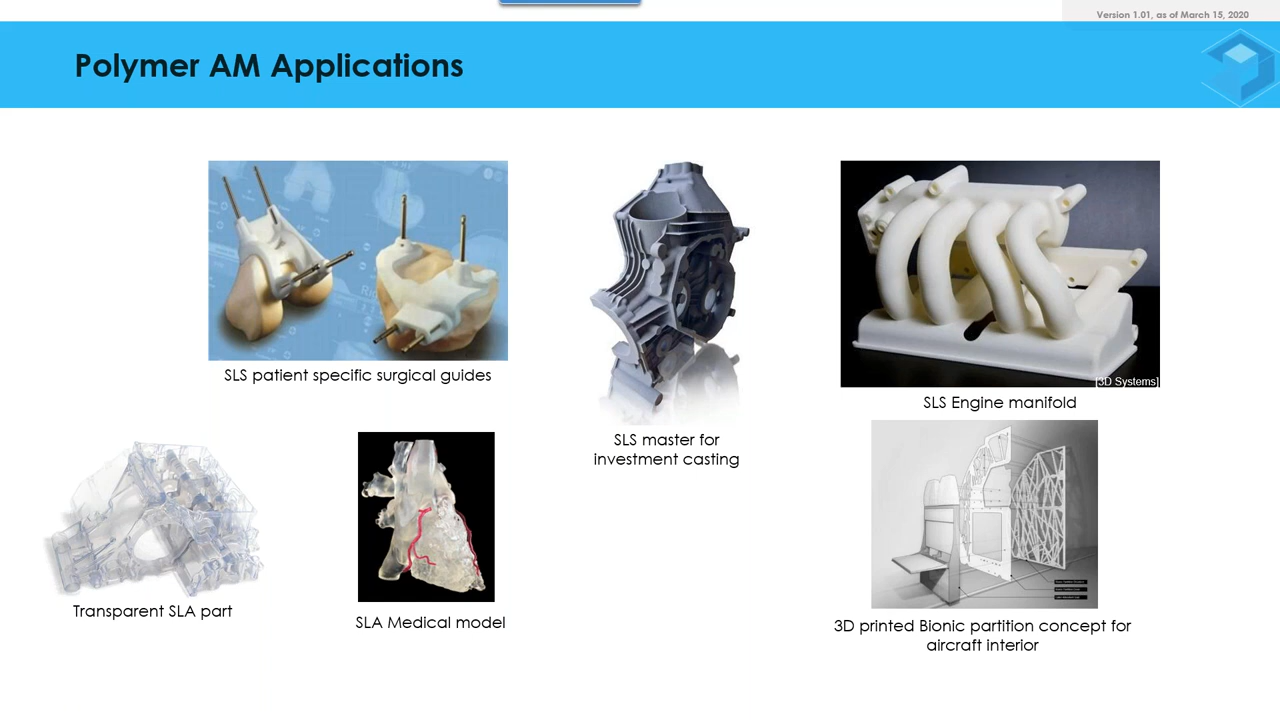 Version 1.01, as of March 15, 2020
Polymer AM Applications
SLS patient specific surgical guides
SLS master for
investment casting
[3D Systems]
SLS Engine manifold
Transparent SLA part
SLA Medical model
3D printed Bionic partition concept for
aircraft interior